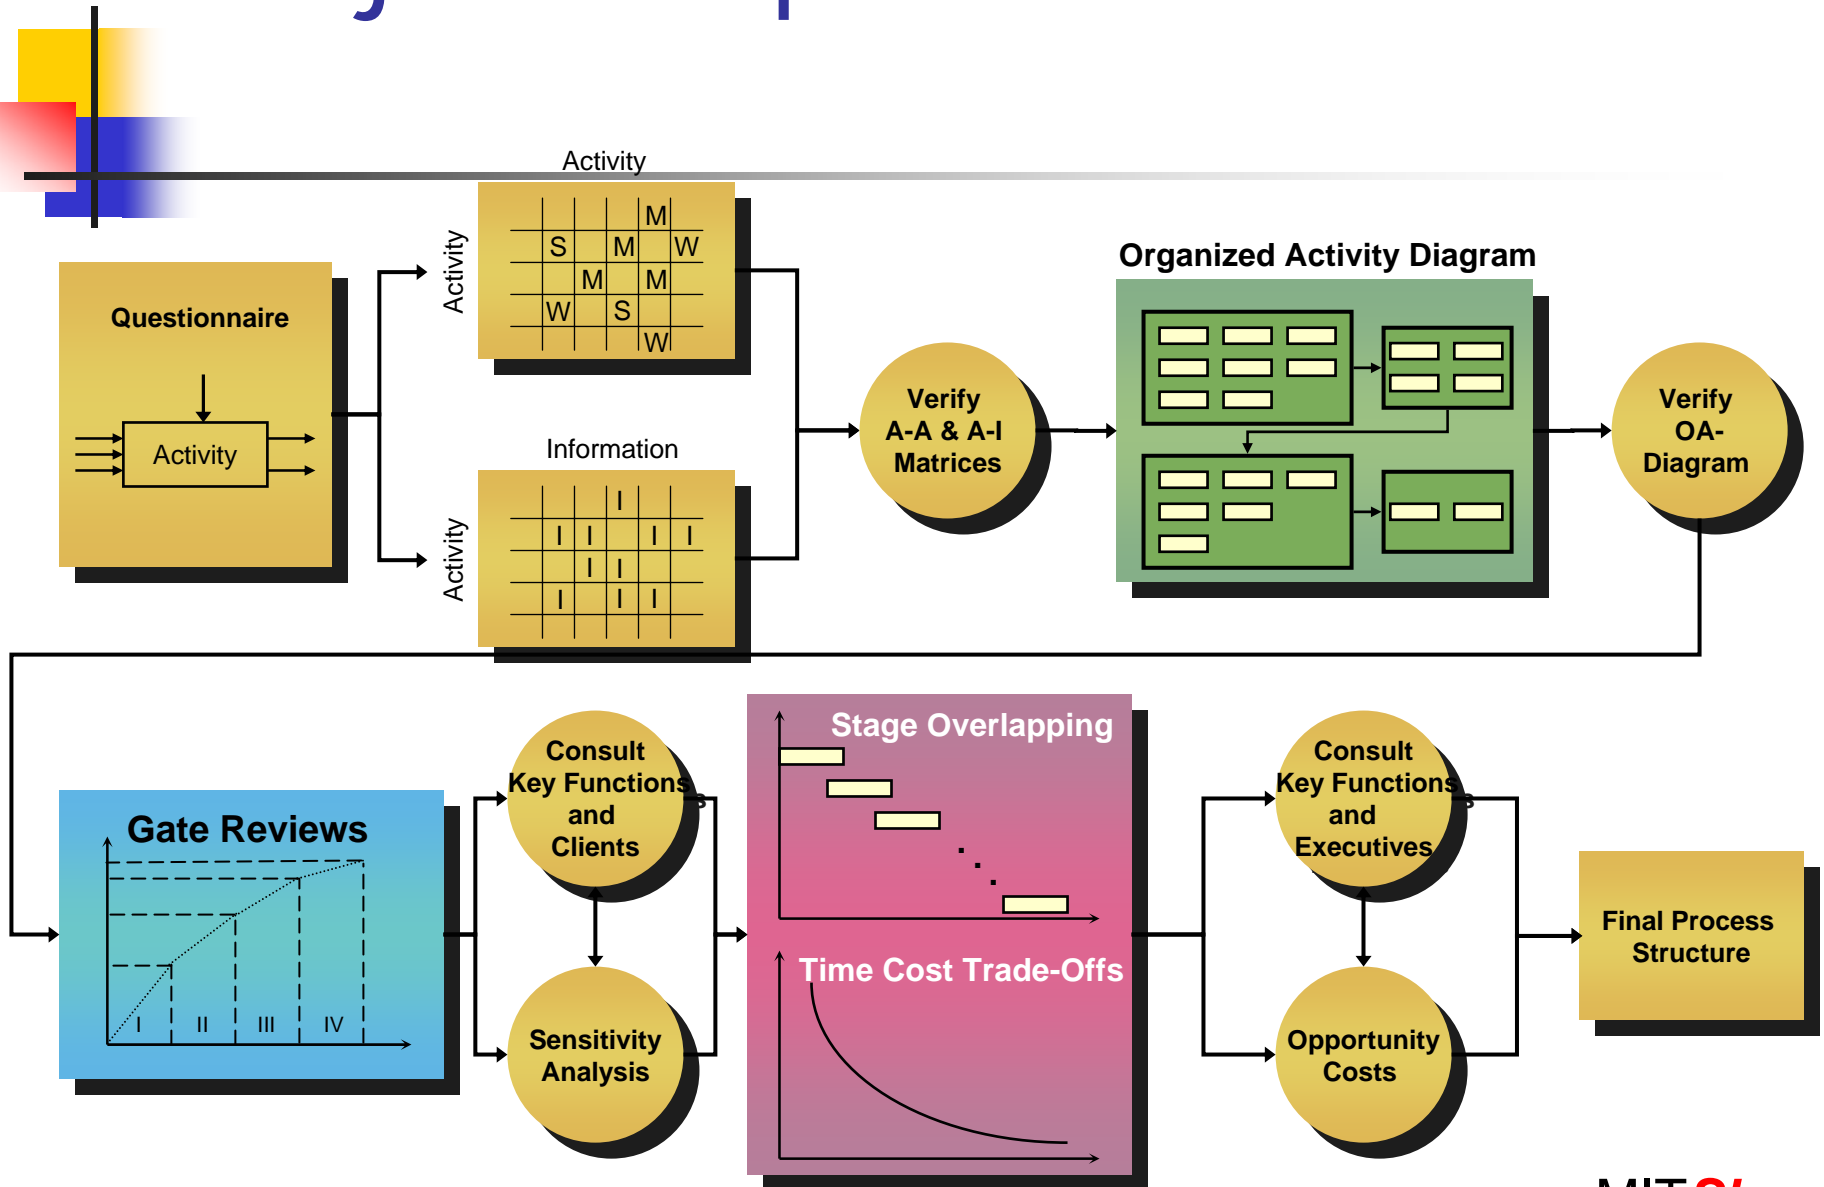 Activity
Activity
M
S M W
M M
W S
W
Questionnaire
Activity
Information
Activity
I
I I I I
I I
I I I
Verify
A-A & A-I
Matrices
Organized Activity Diagram
Verify
OA-
Diagram
Gate Reviews
I II III IV
Consult
Key Functions
and
Clients
Sensitivity
Analysis
Stage Overlapping
. . .
Time Cost Trade-Offs
Consult
Key Functions
and
Executives
Opportunity
Costs
Final Process
Structure